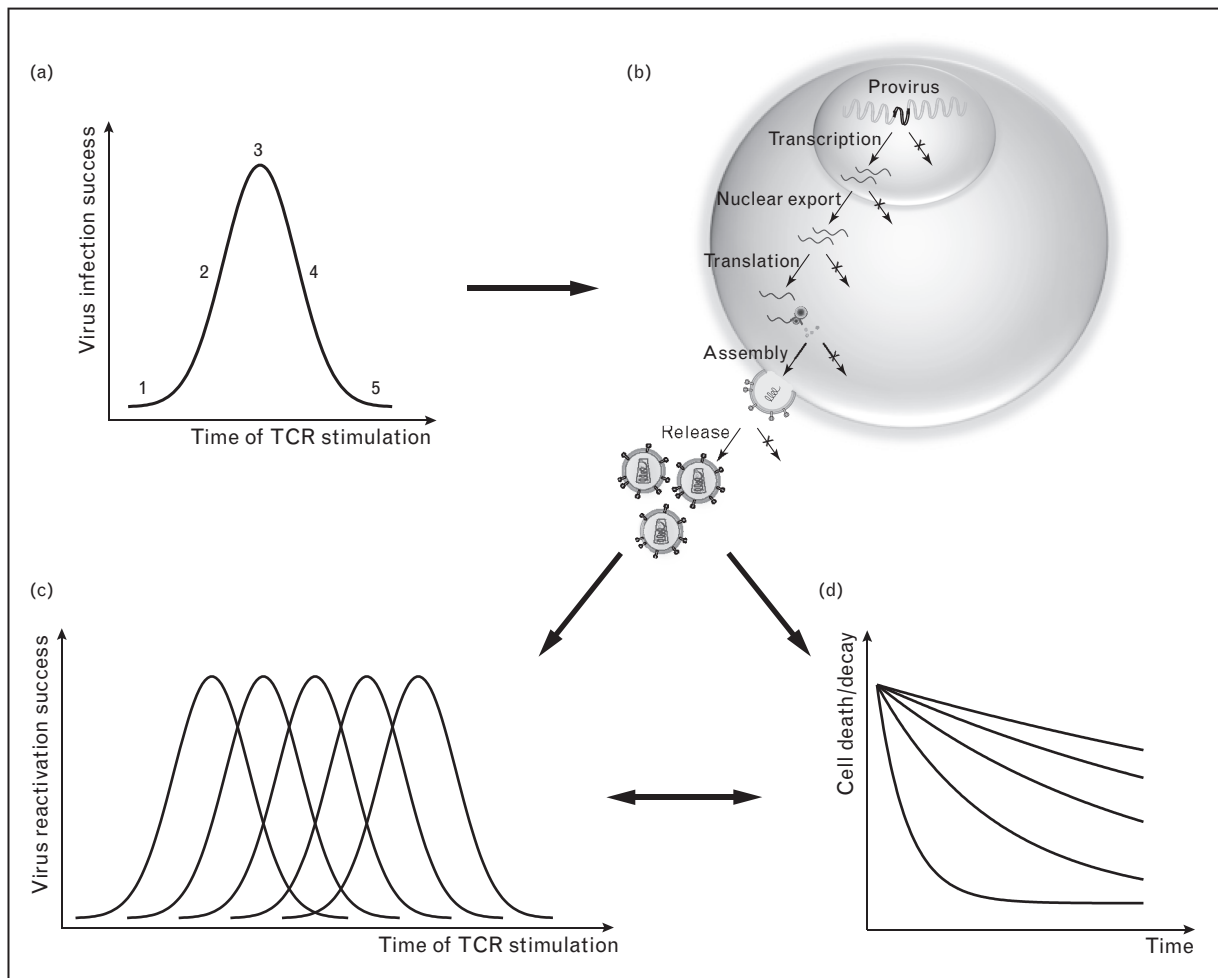 (a)
Virus infection success
1
2
3
4
5
Time of TCR stimulation
(b)
Provirus
Transcription
Nuclear export
Translation
Assembly
Release
(c)
Virus reactivation success
Time of TCR stimulation
(d)
Cell death/decay
Time